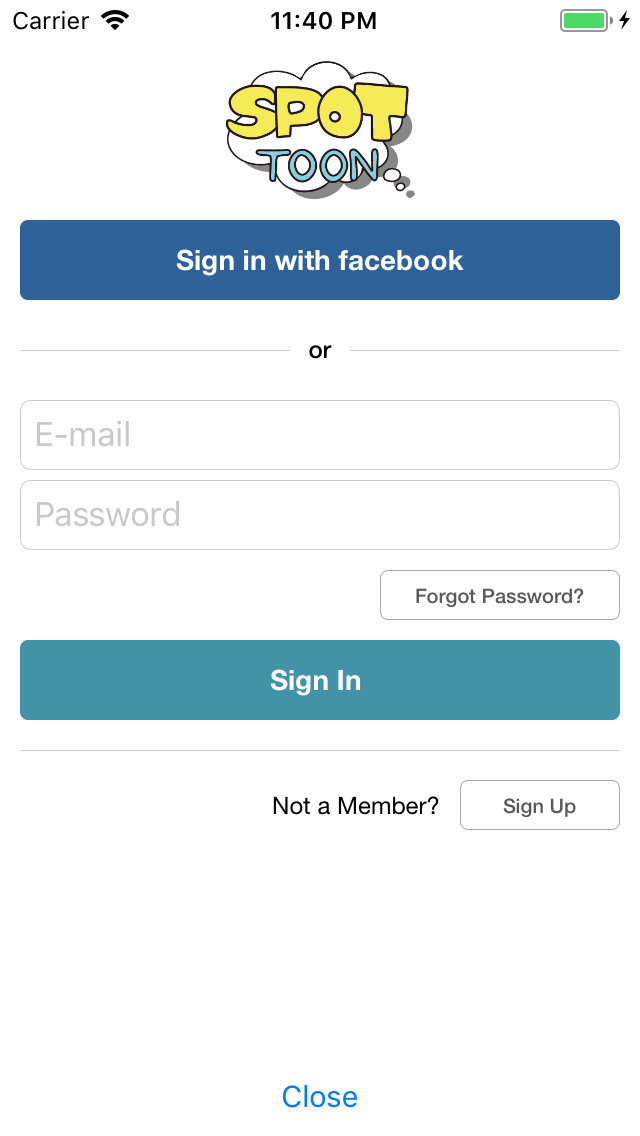 Carrier 11:40 PM
SPOT
TOON
Sign in with facebook
or
E-mail
Password
Forgot Password?
Sign In
Not a Member? Sign Up
Close